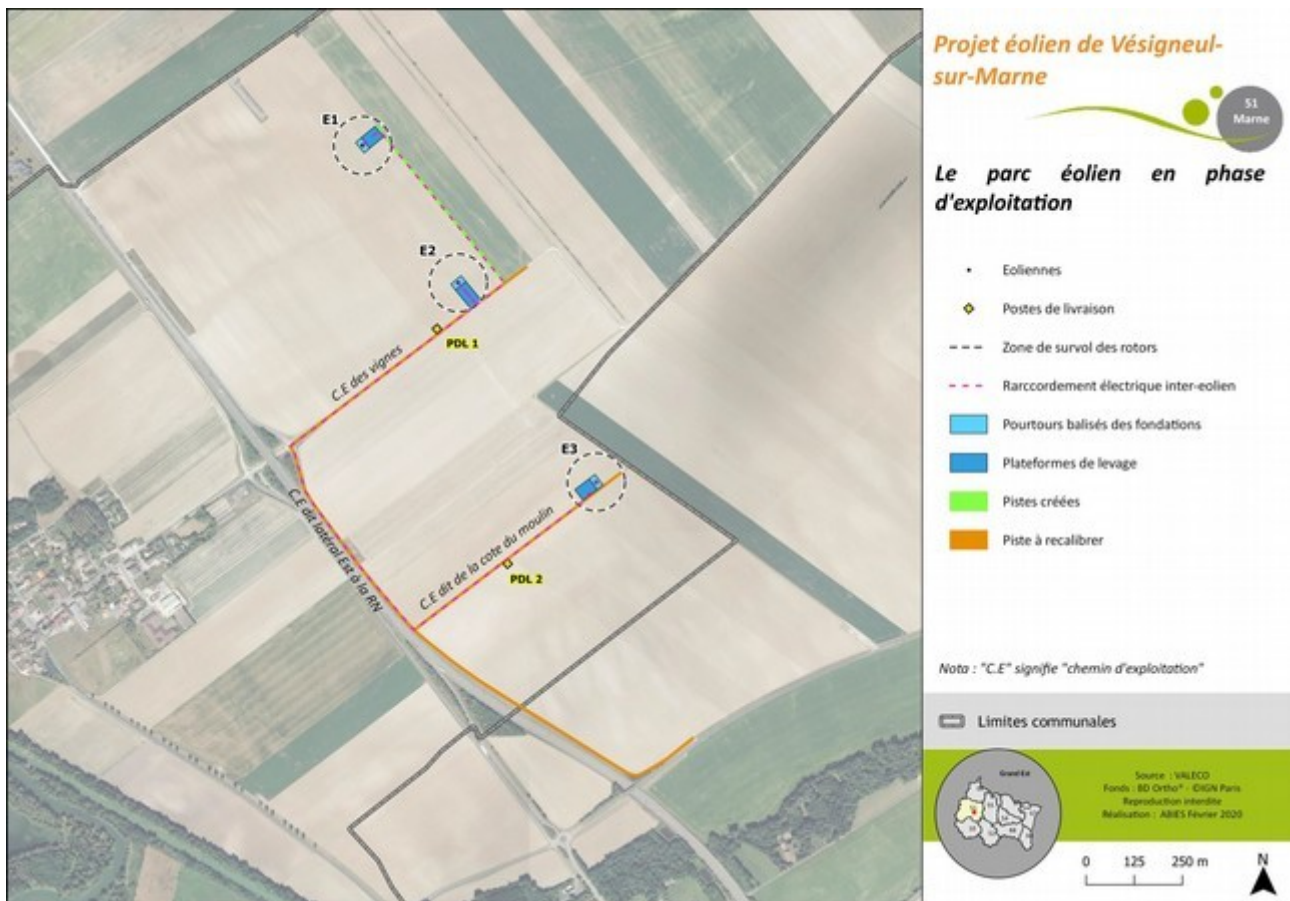 E1
E2
PDL 1
C.E des vignes
E3
C.E dit latéral Est à la RN
C.E dit de la cote du moulin
PDL 2
Projet éolien de Vésigneul-
sur-Marne
51
Marne
Le parc éolien en phase
d'exploitation
Eoliennes
Postes de livraison
Zone de survol des rotors
Rarccordement électrique inter-eolien
Pourtours balisés des fondations
Plateformes de levage
Pistes créées
Piste à recalibrer
Nota : "C.E" signifie "chemin d'exploitation"
Limites communales
Grand Est
Source : VALECO
Fonds : BD Ortho® - ©IGN Paris
Reproduction interdite
Réalisation : ABIES Février 2020
0 125 250 m
N